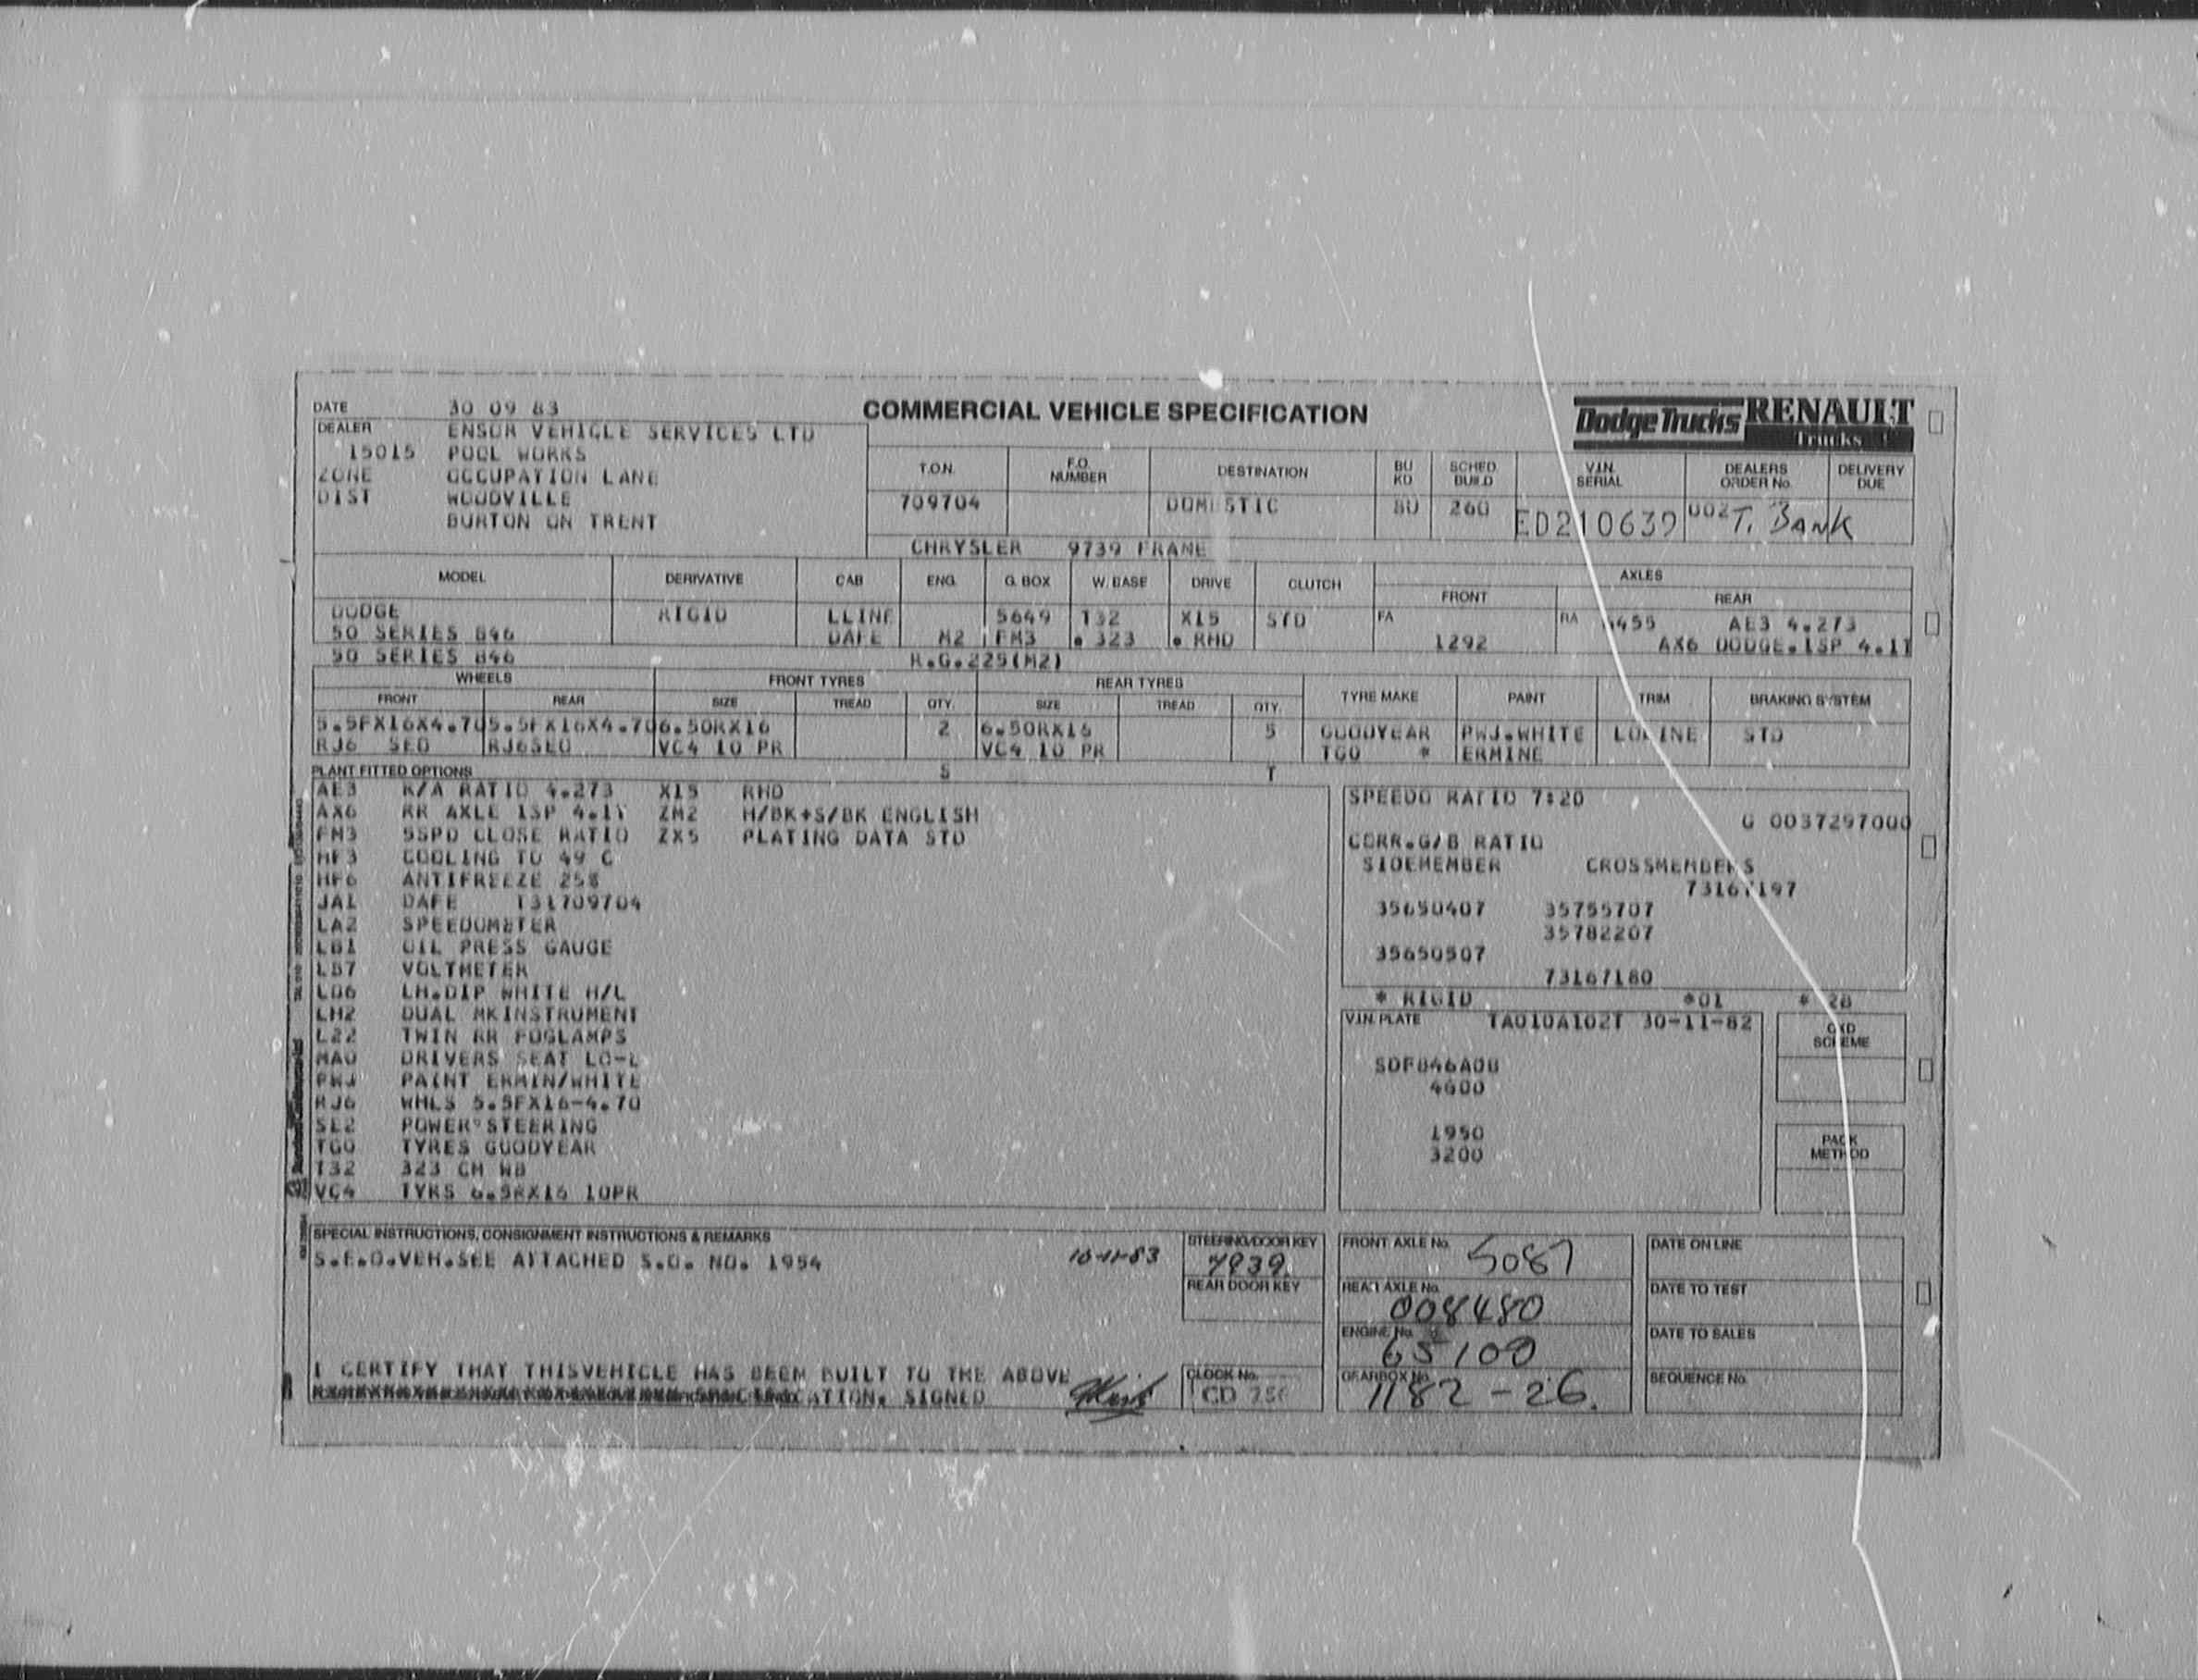 COMMERCIAL VEHICLE SPECIFICATION
Dodge Trucks RENAULT Trucks
DATE 30 09 83
DEALER ENSOR VEHICLE SERVICES LTD
15015 POOL WORKS
ZONE OCCUPATION LANE
DIST WOODVILLE
BURTON ON TRENT
T.O.N. F.O. NUMBER DESTINATION BU KD SCHED. BUILD V.I.N. SERIAL DEALERS ORDER No. DELIVERY DUE
709704 DOMESTIC BU 260 ED210639 002 T. BANK
CHRYSLER 9739 FRAME
MODEL DERIVATIVE CAB ENG. G. BOX W. BASE DRIVE CLUTCH AXLES
FRONT REAR
DODGE RIGID LLINE 5649 T32 X15 STD FA RA 4455 AE3 4.273
50 SERIES 846 DAFE M2 FM3 . 323 . RHD 1292 AX6 DODGE.1SP 4.11
50 SERIES 846 R.G.225(M2)
WHEELS FRONT TYRES REAR TYRES TYRE MAKE PAINT TRIM BRAKING SYSTEM
FRONT REAR SIZE TREAD QTY. SIZE TREAD QTY.
5.5FX16X4.70 5.5FX16X4.70 6.50RX16 2 6.50RX16 5 GOODYEAR PWJ.WHITE LOLINE STD
RJ6 SEO RJ6SEO VC4 10 PR VC4 10 PR TGO * ERMINE
PLANT FITTED OPTIONS S T
AE3 R/A RATIO 4.273 X15 RHD
AX6 RR AXLE 1SP 4.11 ZM2 H/BK+S/BK ENGLISH
FM3 5SPD CLOSE RATIO ZX5 PLATING DATA STD
HF3 COOLING TO 49 C
HF6 ANTIFREEZE 25%
JA1 DAFE T31709704
LA2 SPEEDOMETER
LB1 OIL PRESS GAUGE
LB7 VOLTMETER
LD6 LH.DIP WHITE H/L
LH2 DUAL MKINSTRUMENT
L22 TWIN RR FOGLAMPS
MAO DRIVERS SEAT LO-L
PWJ PAINT ERMIN/WHITE
RJ6 WHLS 5.5FX16-4.70
SE2 POWER STEERING
TGO TYRES GOODYEAR
T32 323 CM WB
VC4 TYRS 6.5RX16 10PR
SPEEDO RATIO 7:20
G 0037297000
CORR.G/B RATIO
SIDEMEMBER CROSSMEMBERS
73167197
35650407 35755707
35782207
35650507
73167180
* RIGID *01 * 28
V.I.N. PLATE TA010A102T 30-11-82
SDF846A0B
4600
1950
3200
CKD SCHEME
PACK METHOD
SPECIAL INSTRUCTIONS, CONSIGNMENT INSTRUCTIONS & REMARKS
S.E.O.VEH.SEE ATTACHED S.O. NO. 1954
10-11-83
STEERING/DOOR KEY 4939.
REAR DOOR KEY
I CERTIFY THAT THISVEHICLE HAS BEEN BUILT TO THE ABOVE
CATION. SIGNED
CLOCK No.
FRONT AXLE No. 5087
REAR AXLE No. 008480
ENGINE No. 65100
GEARBOX No. 1182-26.
DATE ON LINE
DATE TO TEST
DATE TO SALES
SEQUENCE No.